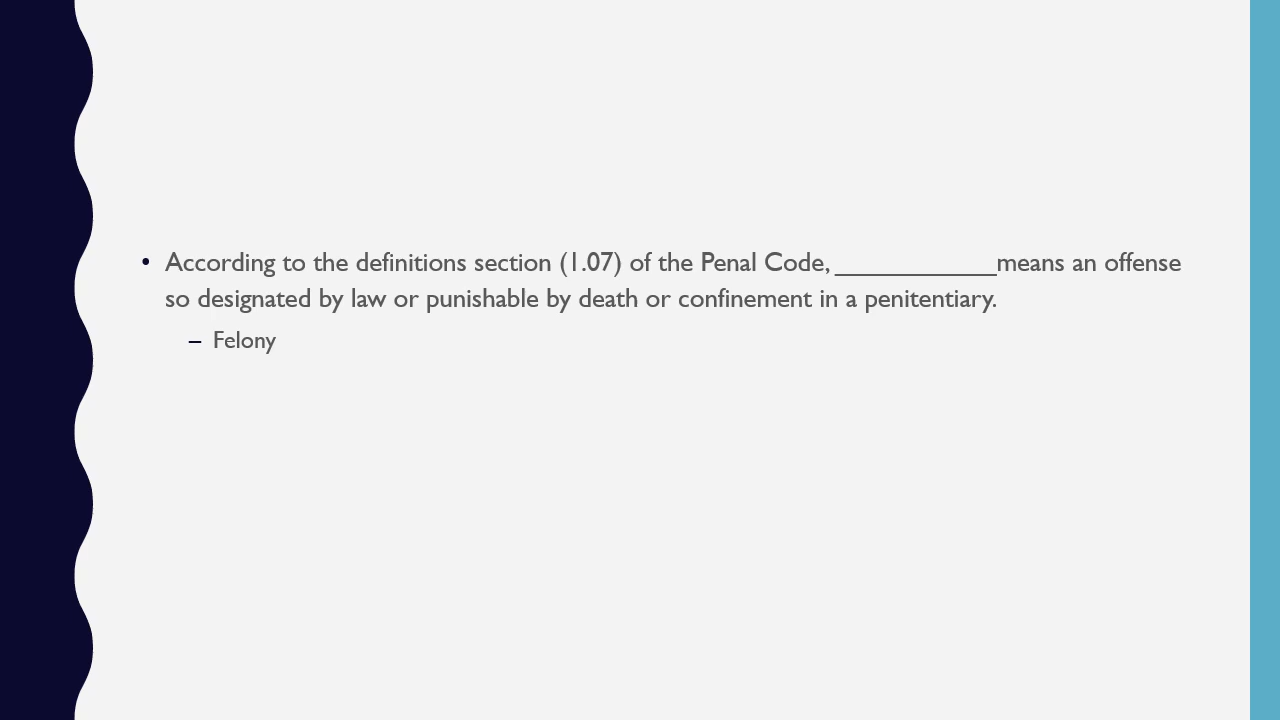 • According to the definitions section (1.07) of the Penal Code, ____________means an offense
so designated by law or punishable by death or confinement in a penitentiary.
– Felony